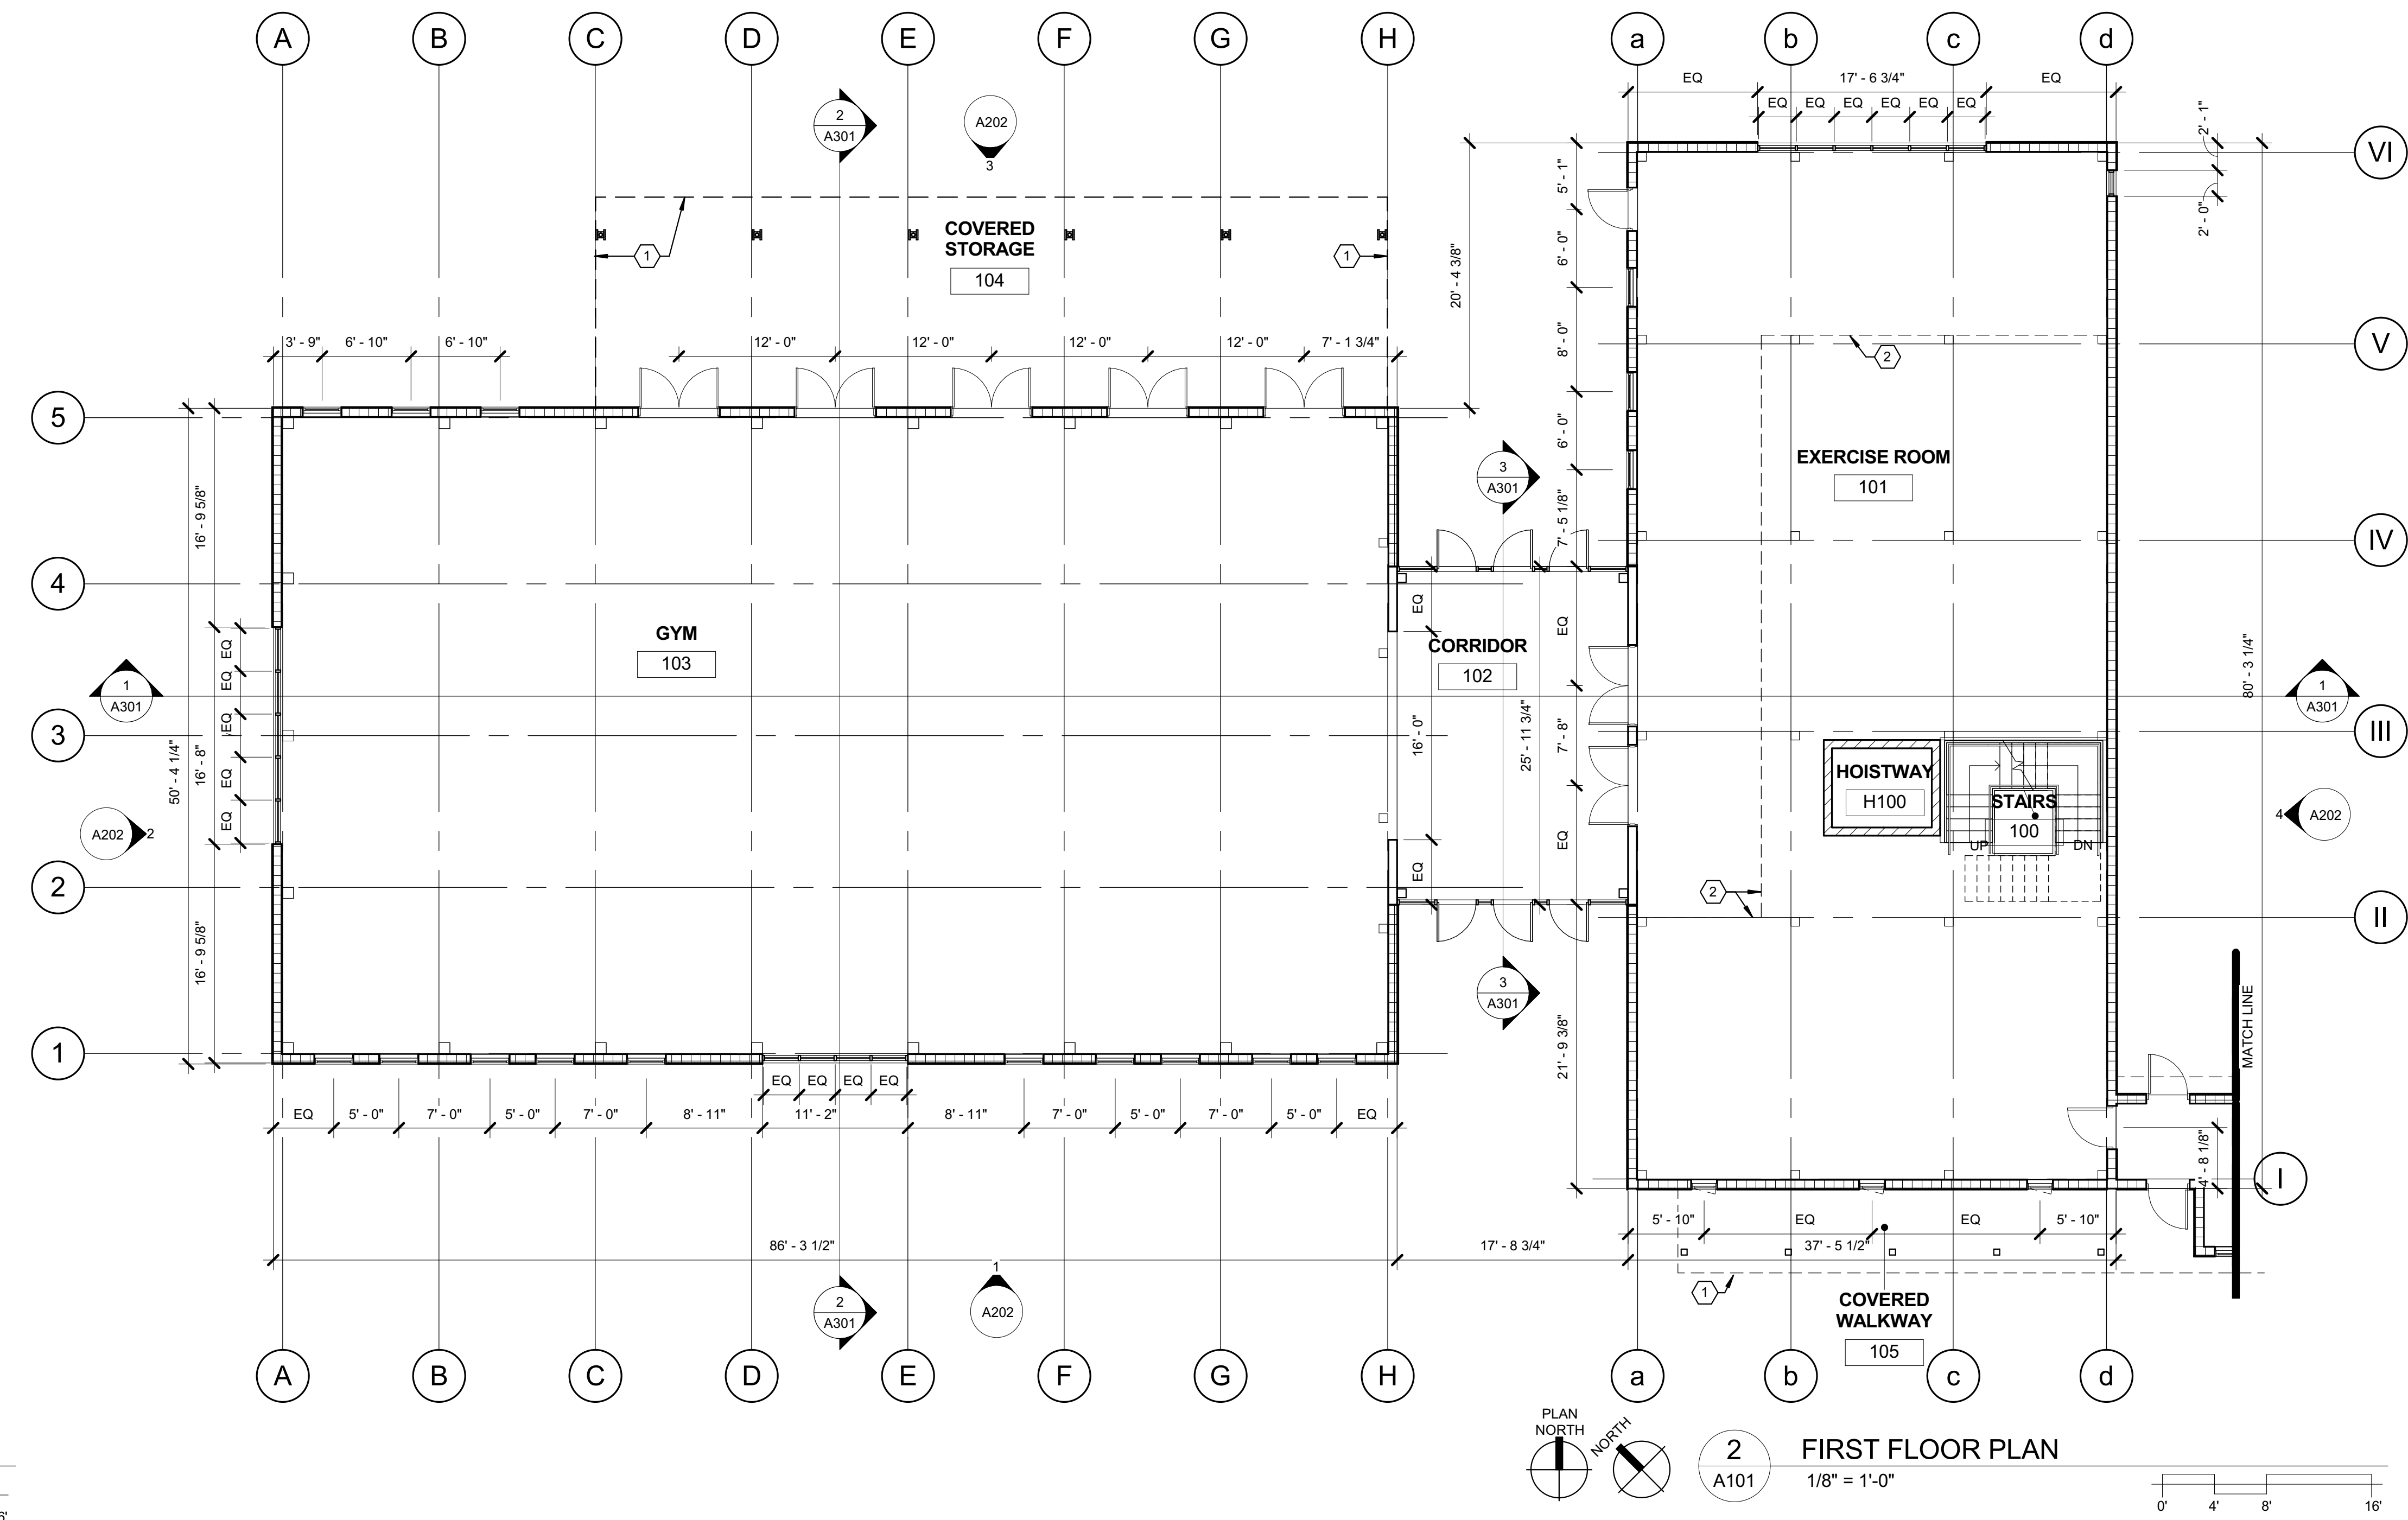 A B C D E F G H a b c d
EQ 17' - 6 3/4" EQ
EQ EQ EQ EQ EQ EQ
2' - 1"
2
A301
A202
3
VI
5' - 1"
2' - 0"
COVERED
STORAGE
104
1
1
6' - 0"
20' - 4 3/8"
3' - 9" 6' - 10" 6' - 10" 12' - 0" 12' - 0" 12' - 0" 12' - 0" 7' - 1 3/4"
8' - 0"
2
V
5
6' - 0"
EXERCISE ROOM
101
3
A301
16' - 9 5/8"
7' - 5 1/8"
IV
4
EQ
EQ
GYM
103
CORRIDOR
102
EQ
EQ
EQ
EQ
EQ
1
A301
1
A301
80' - 3 1/4"
3
III
50' - 4 1/4"
16' - 8"
16' - 0"
25' - 11 3/4"
7' - 8"
HOISTWAY
H100
STAIRS
100
UP
DN
A202
2
4
A202
EQ
EQ
2
2
II
16' - 9 5/8"
3
A301
21' - 9 3/8"
MATCH LINE
1
EQ EQ EQ EQ
EQ 5' - 0" 7' - 0" 5' - 0" 7' - 0" 8' - 11" 11' - 2" 8' - 11" 7' - 0" 5' - 0" 7' - 0" 5' - 0" EQ
4' - 8 1/8"
I
5' - 10" EQ EQ 5' - 10"
86' - 3 1/2" 17' - 8 3/4" 37' - 5 1/2"
2
A301
1
A202
1
COVERED
WALKWAY
105
A B C D E F G H a b c d
PLAN
NORTH
NORTH
2
A101
FIRST FLOOR PLAN
1/8" = 1'-0"
0' 4' 8' 16'